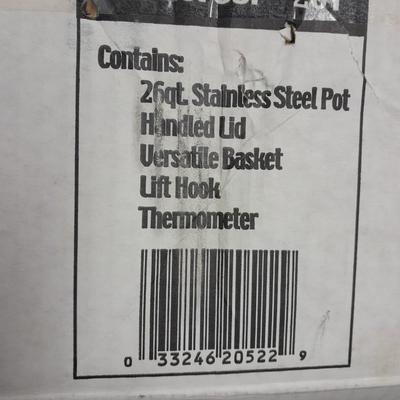 Contains:
26qt. Stainless Steel Pot
Handled Lid
Versatile Basket
Lift Hook
Thermometer
0 33246 20522 9